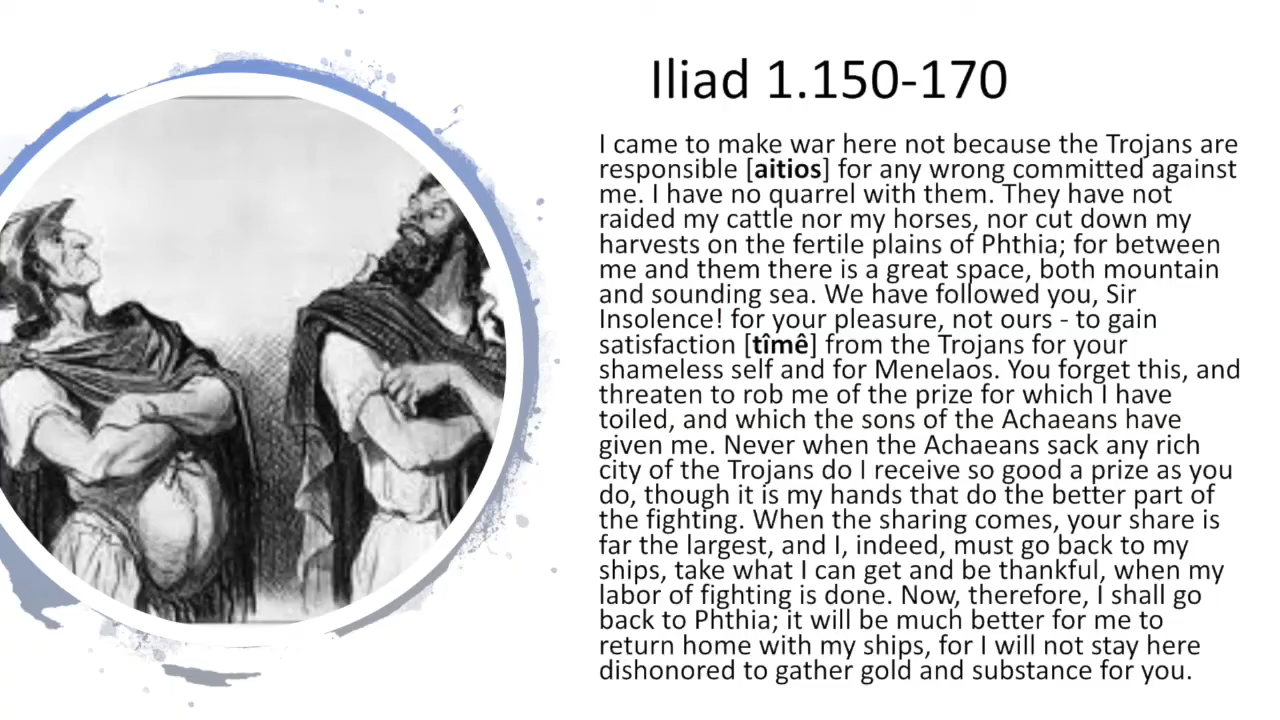 Iliad 1.150-170
I came to make war here not because the Trojans are
responsible [aitios] for any wrong committed against
me. I have no quarrel with them. They have not
raided my cattle nor my horses, nor cut down my
harvests on the fertile plains of Phthia; for between
me and them there is a great space, both mountain
and sounding sea. We have followed you, Sir
Insolence! for your pleasure, not ours - to gain
satisfaction [tîmê] from the Trojans for your
shameless self and for Menelaos. You forget this, and
threaten to rob me of the prize for which I have
toiled, and which the sons of the Achaeans have
given me. Never when the Achaeans sack any rich
city of the Trojans do I receive so good a prize as you
do, though it is my hands that do the better part of
the fighting. When the sharing comes, your share is
far the largest, and I, indeed, must go back to my
ships, take what I can get and be thankful, when my
labor of fighting is done. Now, therefore, I shall go
back to Phthia; it will be much better for me to
return home with my ships, for I will not stay here
dishonored to gather gold and substance for you.